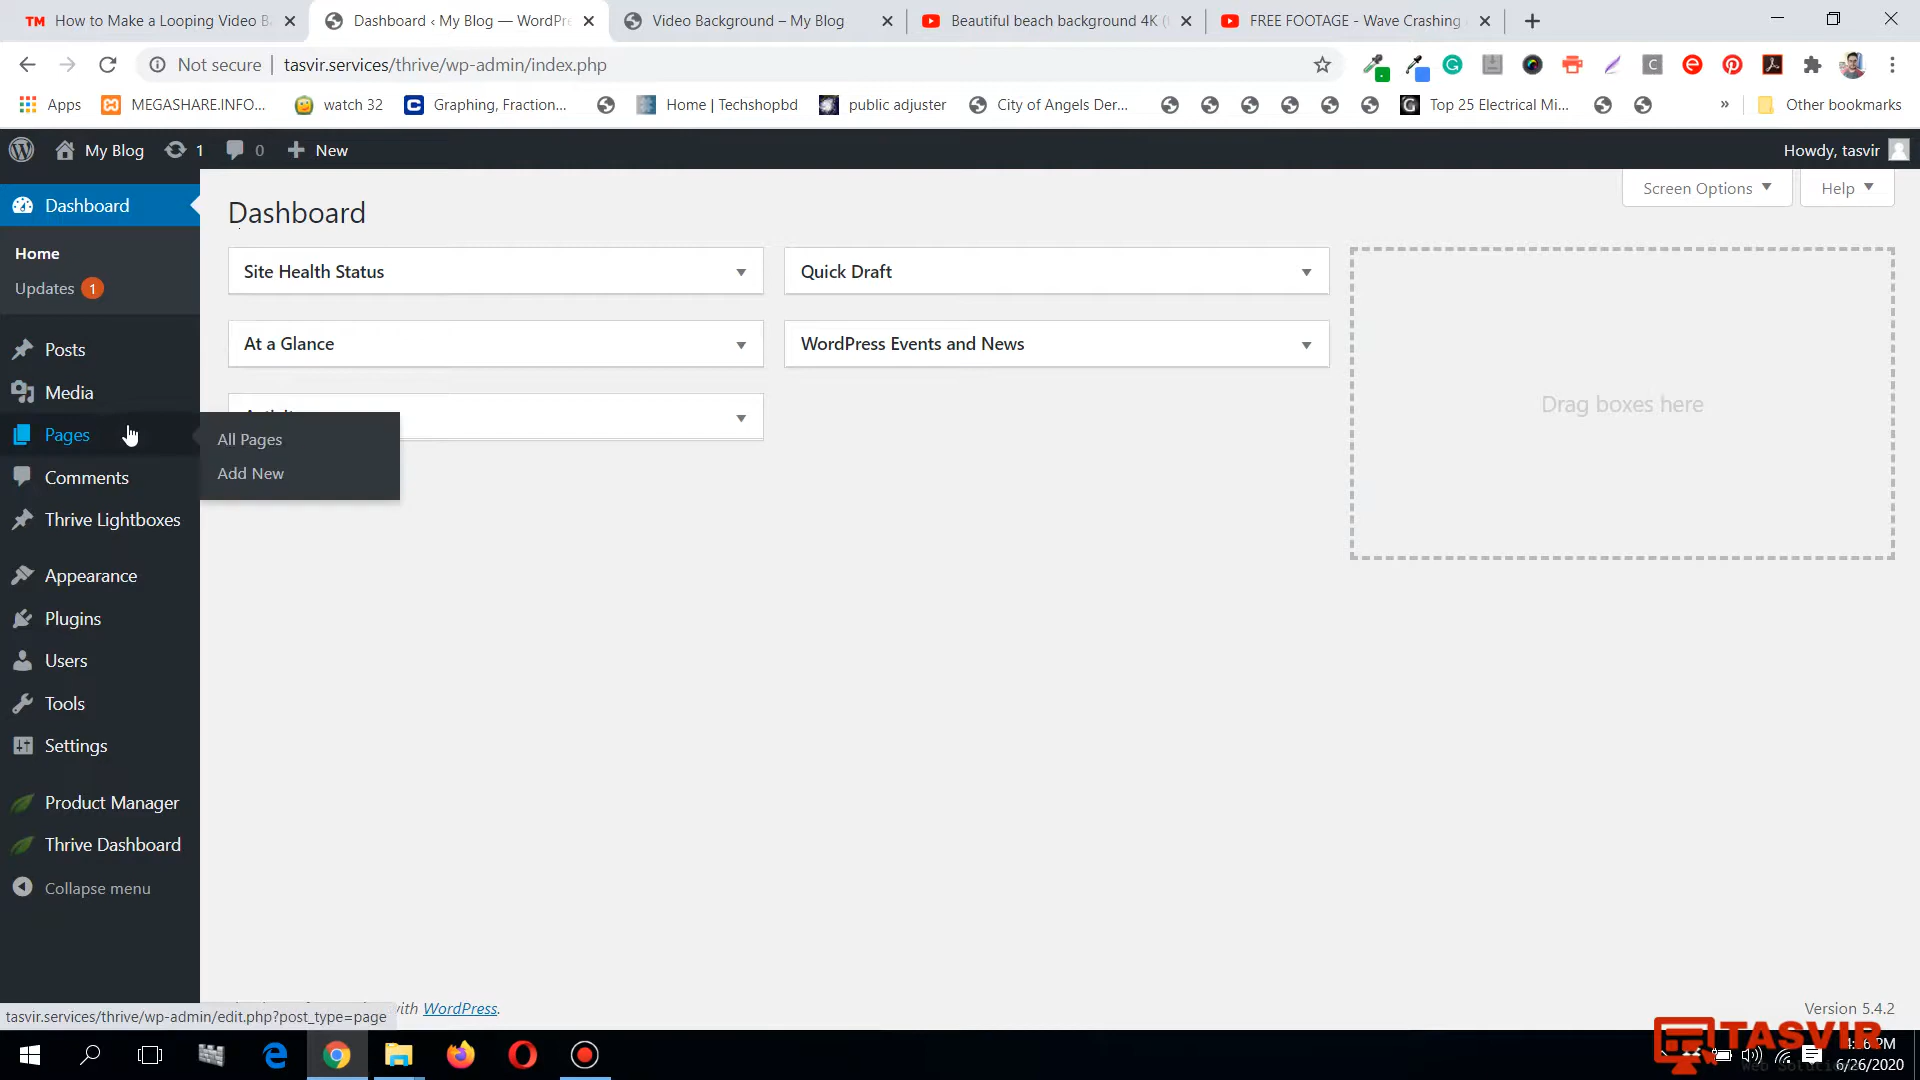 How to Make a Looping Video B
Dashboard ‹ My Blog — WordPre
Video Background – My Blog
Beautiful beach background 4K (
FREE FOOTAGE - Wave Crashing
Not secure
tasvir.services/thrive/wp-admin/index.php
Apps
MEGASHARE.INFO...
watch 32
Graphing, Fraction...
Home | Techshopbd
public adjuster
City of Angels Der...
Top 25 Electrical Mi...
»
Other bookmarks
My Blog
1
0
New
Howdy, tasvir
Screen Options
Help
Dashboard
Home
Updates 1
Posts
Media
Pages
Comments
Thrive Lightboxes
Appearance
Plugins
Users
Tools
Settings
Product Manager
Thrive Dashboard
Collapse menu
All Pages
Add New
Dashboard
Site Health Status
At a Glance
Quick Draft
WordPress Events and News
Drag boxes here
with WordPress.
Version 5.4.2
tasvir.services/thrive/wp-admin/edit.php?post_type=page
TASVIR
PM
6/26/2020